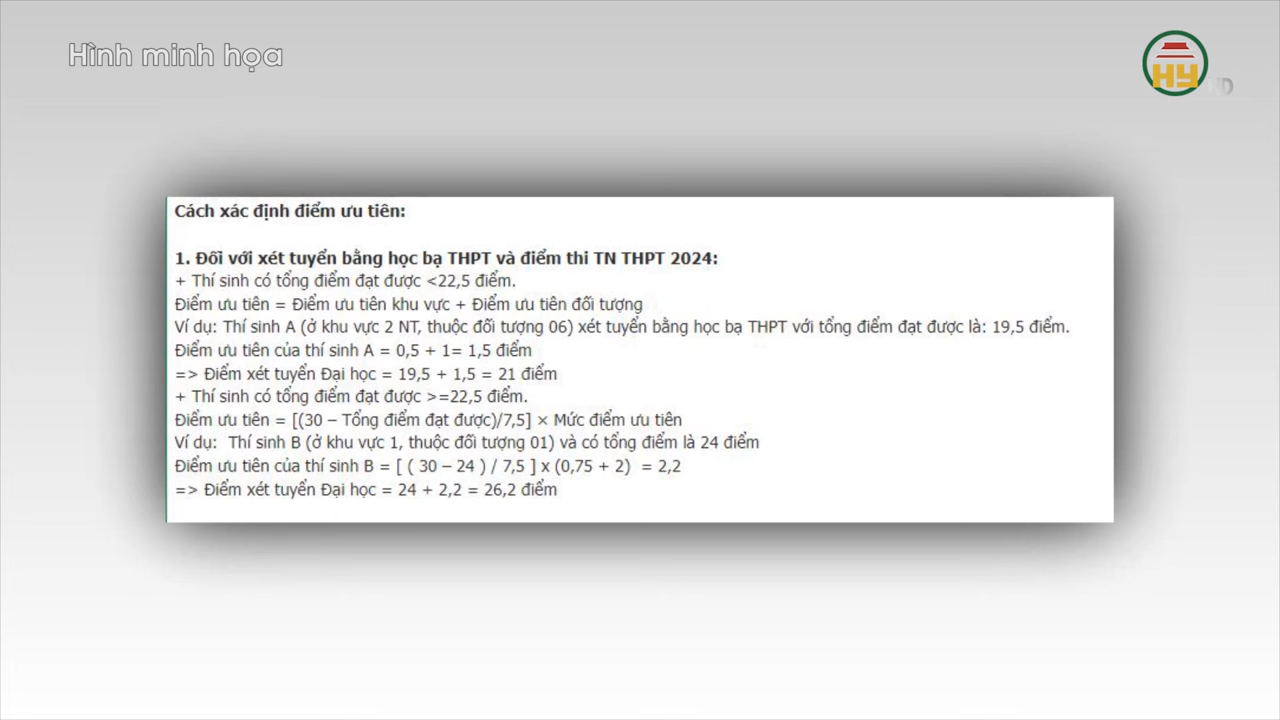 Hình minh họa
HY
Cách xác định điểm ưu tiên:
1. Đối với xét tuyển bằng học bạ THPT và điểm thi TN THPT 2024:
+ Thí sinh có tổng điểm đạt được <22,5 điểm.
Điểm ưu tiên = Điểm ưu tiên khu vực + Điểm ưu tiên đối tượng
Ví dụ: Thí sinh A (ở khu vực 2 NT, thuộc đối tượng 06) xét tuyển bằng học bạ THPT với tổng điểm đạt được là: 19,5 điểm.
Điểm ưu tiên của thí sinh A = 0,5 + 1= 1,5 điểm
=> Điểm xét tuyển Đại học = 19,5 + 1,5 = 21 điểm
+ Thí sinh có tổng điểm đạt được >=22,5 điểm.
Điểm ưu tiên = [(30 – Tổng điểm đạt được)/7,5] × Mức điểm ưu tiên
Ví dụ:  Thí sinh B (ở khu vực 1, thuộc đối tượng 01) và có tổng điểm là 24 điểm
Điểm ưu tiên của thí sinh B = [ ( 30 – 24 ) / 7,5 ] x (0,75 + 2)  = 2,2
=> Điểm xét tuyển Đại học = 24 + 2,2 = 26,2 điểm